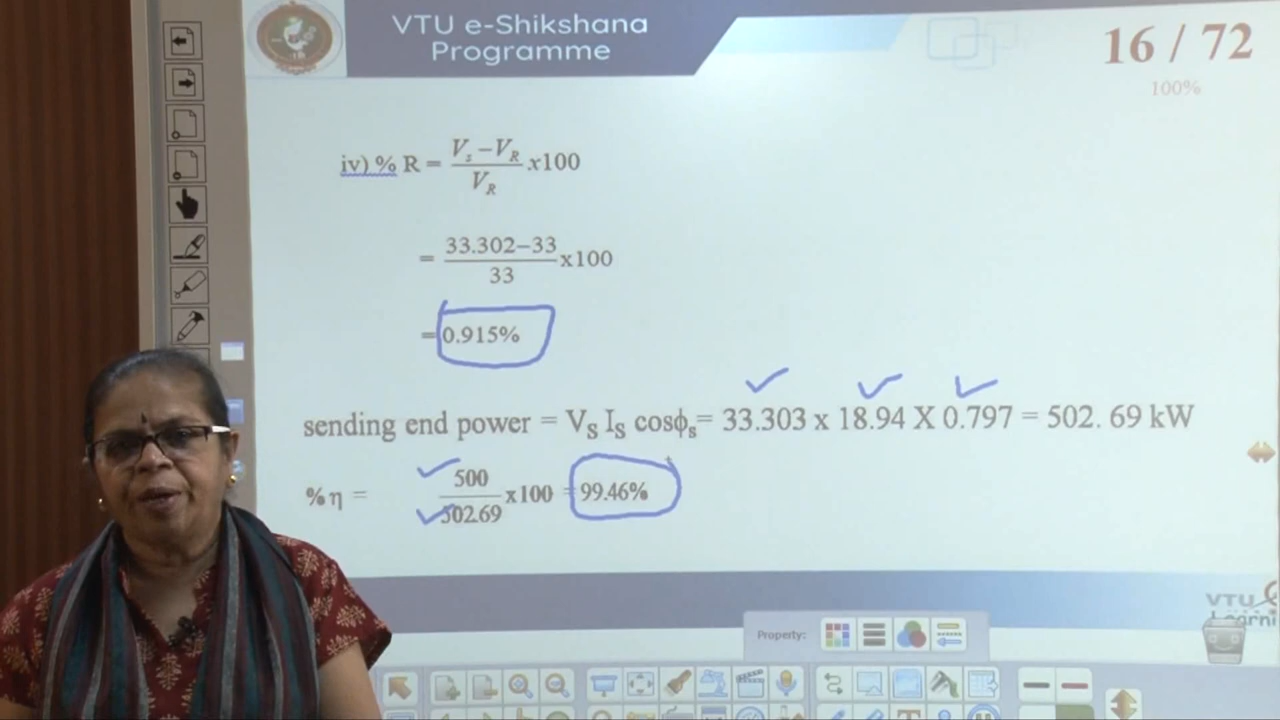 VTU e-Shikshana
Programme
16 / 72
100%
iv) % R = (V_s − V_R)/V_R x100
= (33.302−33)/33 x100
= 0.915%
sending end power = V_S I_S cosϕ_s= 33.303 x 18.94 X 0.797 = 502. 69 kW
% η = 500/502.69 x100 = 99.46%
VTU
Property: